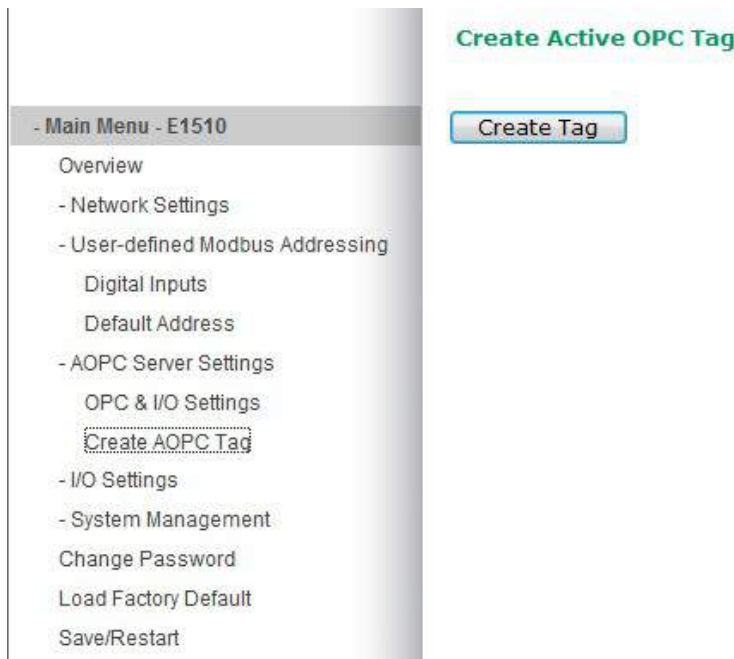 Create Active OPC Tag
- Main Menu - E1510
Create Tag
Overview
- Network Settings
- User-defined Modbus Addressing
Digital Inputs
Default Address
- AOPC Server Settings
OPC & I/O Settings
Create AOPC Tag
- I/O Settings
- System Management
Change Password
Load Factory Default
Save/Restart